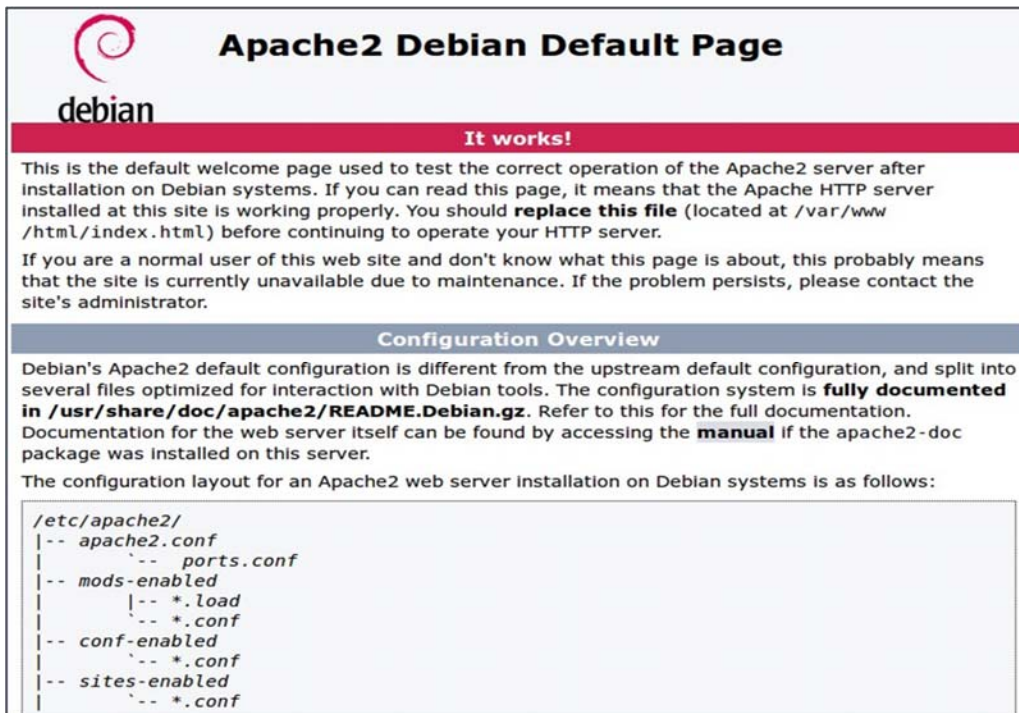 debian
Apache2 Debian Default Page
It works!
This is the default welcome page used to test the correct operation of the Apache2 server after
installation on Debian systems. If you can read this page, it means that the Apache HTTP server
installed at this site is working properly. You should replace this file (located at /var/www
/html/index.html) before continuing to operate your HTTP server.
If you are a normal user of this web site and don't know what this page is about, this probably means
that the site is currently unavailable due to maintenance. If the problem persists, please contact the
site's administrator.
Configuration Overview
Debian's Apache2 default configuration is different from the upstream default configuration, and split into
several files optimized for interaction with Debian tools. The configuration system is fully documented
in /usr/share/doc/apache2/README.Debian.gz. Refer to this for the full documentation.
Documentation for the web server itself can be found by accessing the manual if the apache2-doc
package was installed on this server.
The configuration layout for an Apache2 web server installation on Debian systems is as follows:
/etc/apache2/
|-- apache2.conf
|       `--  ports.conf
|-- mods-enabled
|       |-- *.load
|       `-- *.conf
|-- conf-enabled
|       `-- *.conf
|-- sites-enabled
|       `-- *.conf